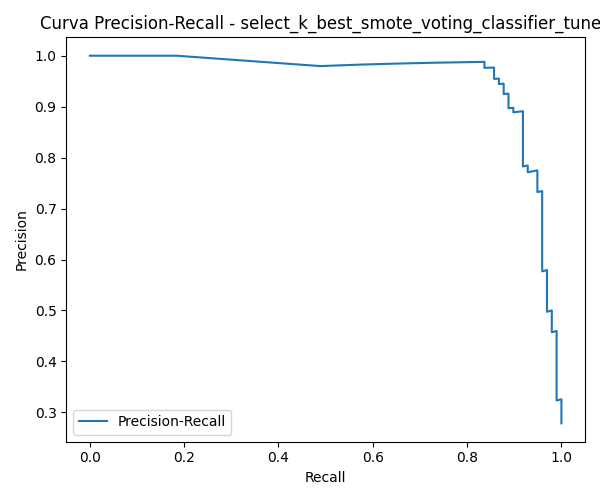 Curva Precision-Recall - select_k_best_smote_voting_classifier_tune
1.0
0.9
0.8
0.7
0.6
0.5
0.4
0.3
Precision
Precision-Recall
0.0 0.2 0.4 0.6 0.8 1.0
Recall